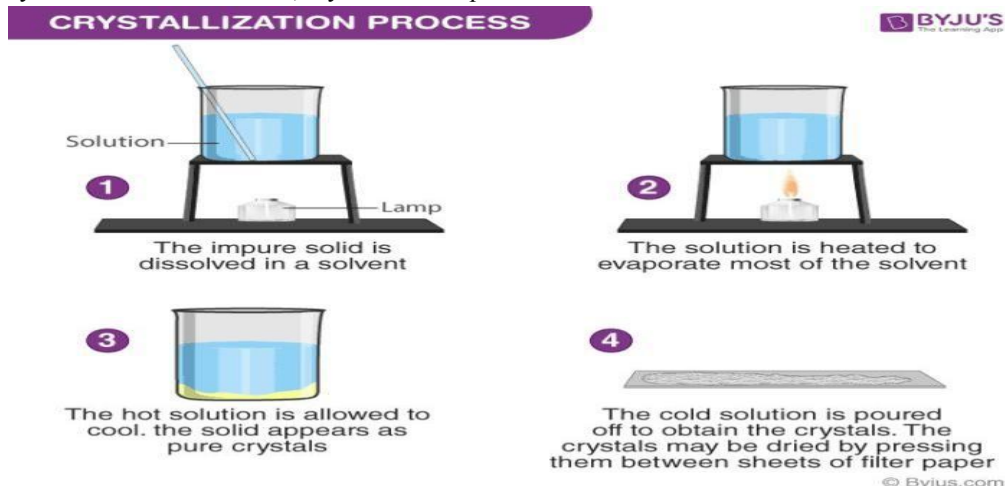 CRYSTALLIZATION PROCESS
BYJU'S
The Learning App
Solution
1
Lamp
The impure solid is
dissolved in a solvent
2
The solution is heated to
evaporate most of the solvent
3
The hot solution is allowed to
cool. the solid appears as
pure crystals
4
The cold solution is poured
off to obtain the crystals. The
crystals may be dried by pressing
them between sheets of filter paper
© Byjus.com